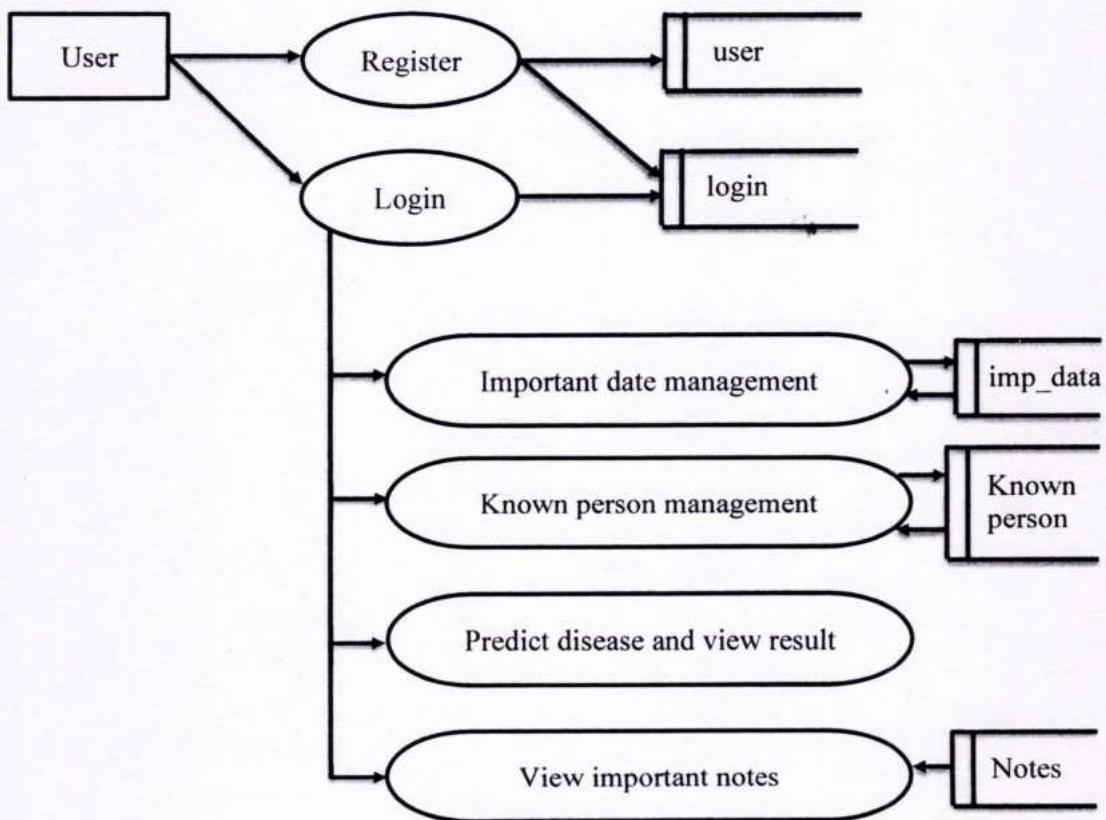 User
Register
user
Login
login
Important date management
imp_data
Known person management
Known
person
Predict disease and view result
View important notes
Notes